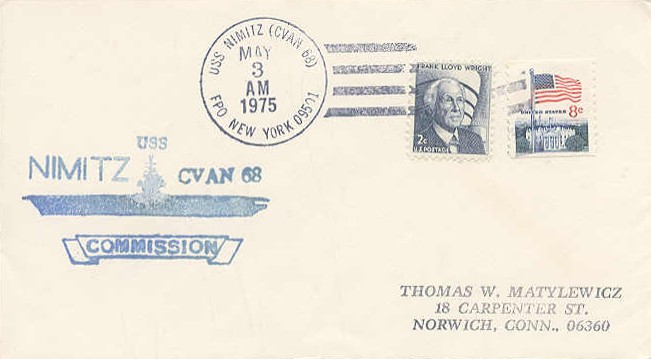 USS NIMITZ (CVAN 68)
MAY
3
AM
1975
FPO NEW YORK 09501
FRANK LLOYD WRIGHT
2c
U.S. POSTAGE
UNITED STATES 8c
USS
NIMITZ CVAN 68
COMMISSION
THOMAS W. MATYLEWICZ
18 CARPENTER ST.
NORWICH, CONN., 06360